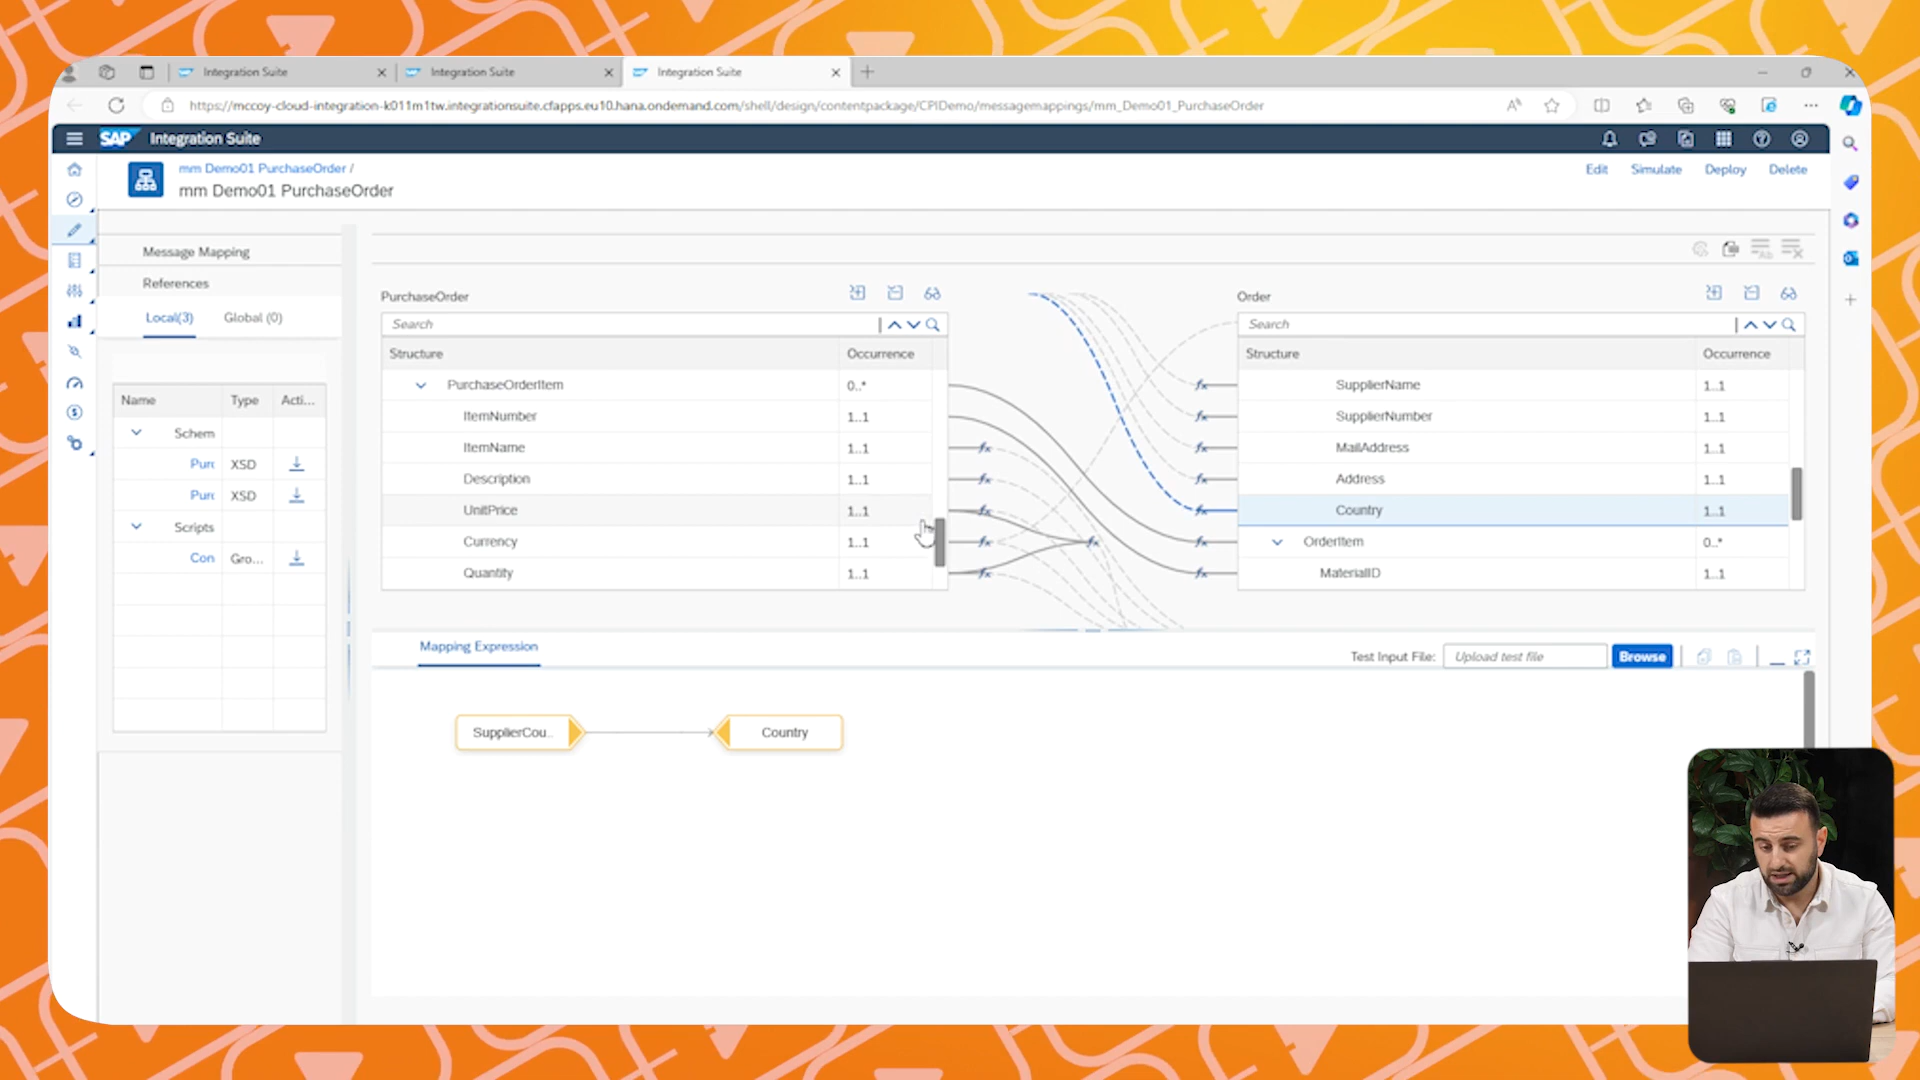 Integration Suite
Integration Suite
Integration Suite
https://mccoy-cloud-integration-k011m1tw.integrationsuite.cfapps.eu10.hana.ondemand.com/shell/design/contentpackage/CPIDemo/messagemappings/mm_Demo01_PurchaseOrder
SAP Integration Suite
mm Demo01 PurchaseOrder /
mm Demo01 PurchaseOrder
Edit Simulate Deploy Delete
Message Mapping
References
Local(3) Global (0)
Name Type Acti...
Schem
Purc XSD
Purc XSD
Scripts
Con Gro...
PurchaseOrder
Search
Structure Occurrence
PurchaseOrderItem 0..*
ItemNumber 1..1
ItemName 1..1
Description 1..1
UnitPrice 1..1
Currency 1..1
Quantity 1..1
Order
Search
Structure Occurrence
SupplierName 1..1
SupplierNumber 1..1
MailAddress 1..1
Address 1..1
Country 1..1
OrderItem 0..*
MaterialID 1..1
Mapping Expression
Test Input File: Upload test file Browse
SupplierCou..
Country